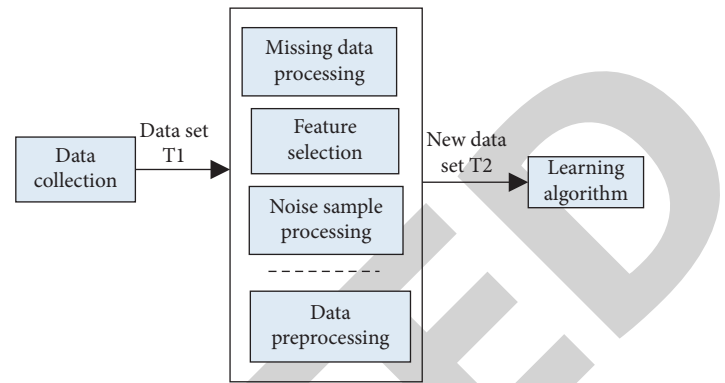 Missing data
processing
Data set
T1
Feature
selection
New data
set T2
Data
collection
Learning
algorithm
Noise sample
processing
Data
preprocessing